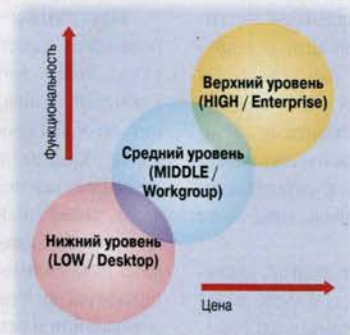 Функциональность
Верхний уровень
(HIGH / Enterprise)
Средний уровень
(MIDDLE /
Workgroup)
Нижний уровень
(LOW / Desktop)
Цена